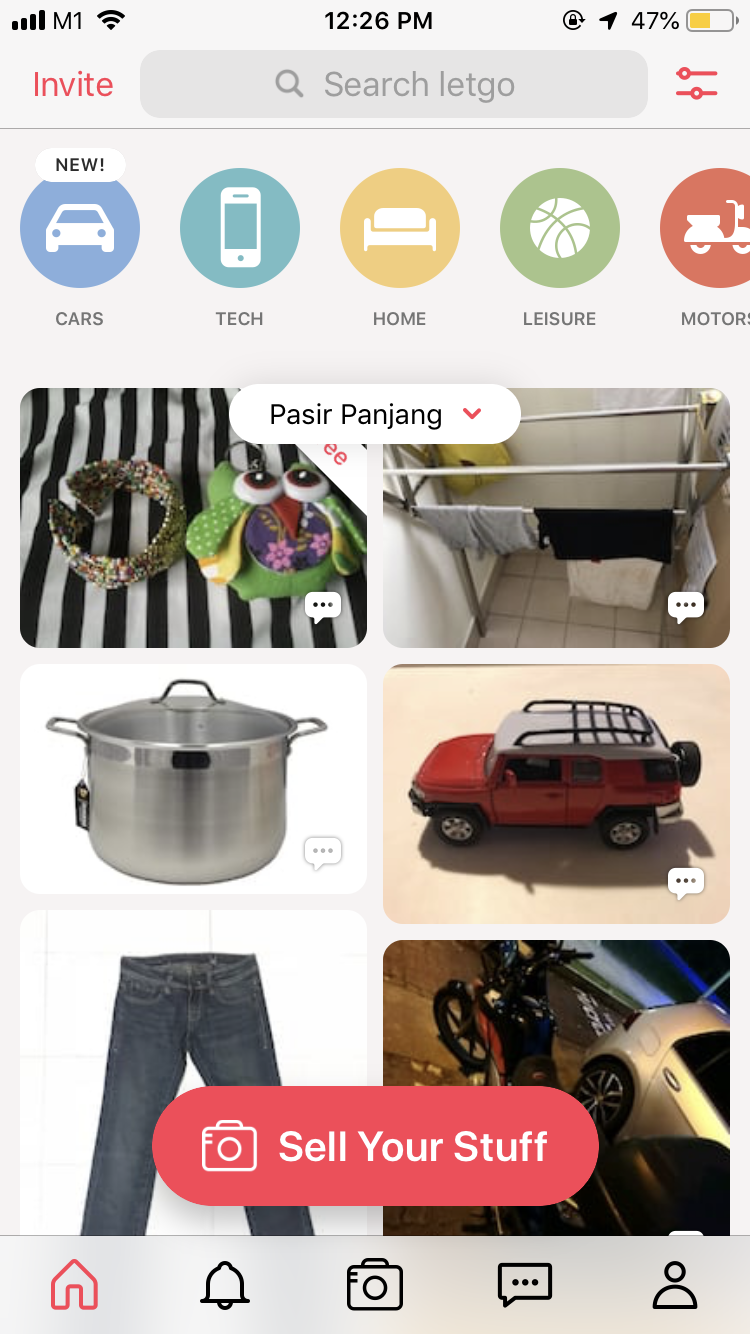 M1 12:26 PM 47%
Invite Search letgo
NEW!
CARS TECH HOME LEISURE MOTORS
Pasir Panjang
ee
Sell Your Stuff